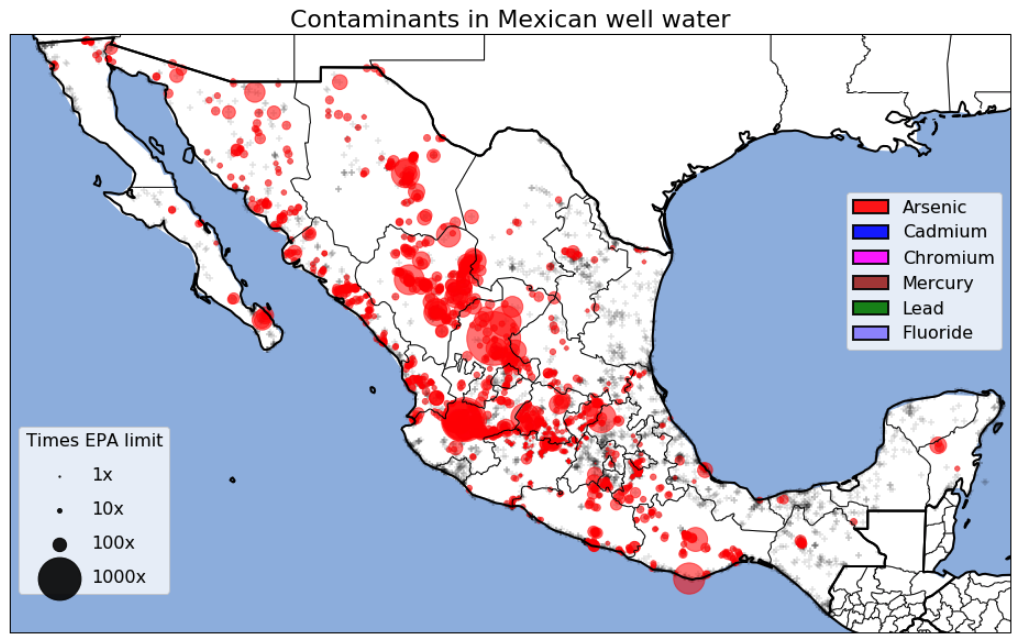 Contaminants in Mexican well water
Arsenic
Cadmium
Chromium
Mercury
Lead
Fluoride
Times EPA limit
1x
10x
100x
1000x